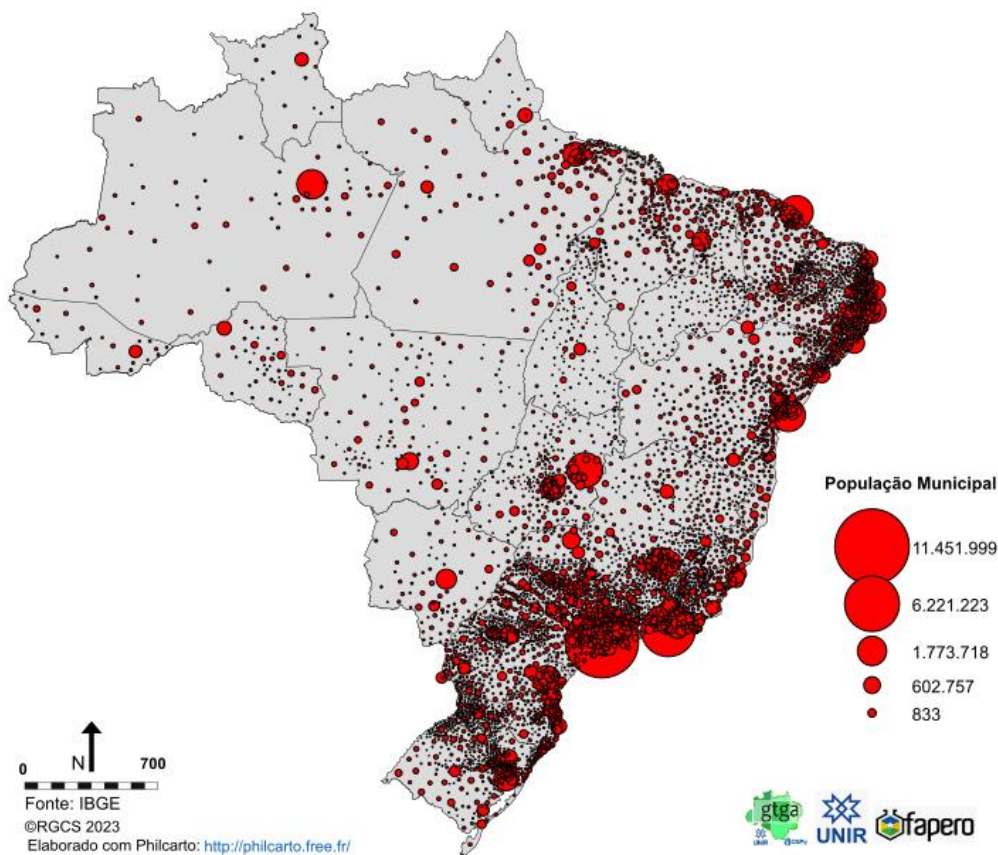 População Municipal
11.451.999
6.221.223
1.773.718
602.757
833
N
0 700
Fonte: IBGE
©RGCS 2023
Elaborado com Philcarto: http://philcarto.free.fr/
gtga
UNIR
UNIR
fapero